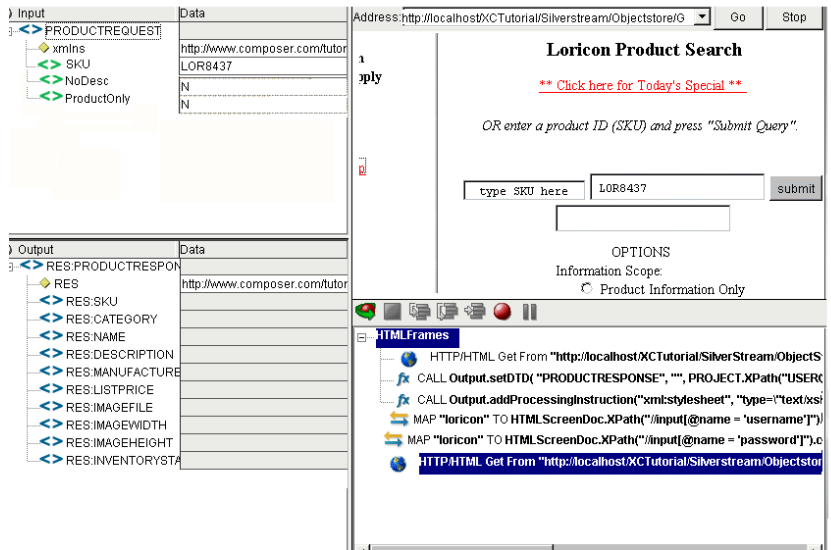 Input Data
PRODUCTREQUEST
xmlns http://www.composer.com/tutor
SKU LOR8437
NoDesc N
ProductOnly N
Output Data
RES:PRODUCTRESPON
RES http://www.composer.com/tutor
RES:SKU
RES:CATEGORY
RES:NAME
RES:DESCRIPTION
RES:MANUFACTURE
RES:LISTPRICE
RES:IMAGEFILE
RES:IMAGEWIDTH
RES:IMAGEHEIGHT
RES:INVENTORYSTA
Address: http://localhost/XCTutorial/Silverstream/Objectstore/G Go Stop
Loricon Product Search
** Click here for Today's Special **
OR enter a product ID (SKU) and press "Submit Query".
type SKU here LOR8437 submit
OPTIONS
Information Scope:
Product Information Only
HTMLFrames
HTTP/HTML Get From "http://localhost/XCTutorial/SilverStream/ObjectS
fx CALL Output.setDTD( "PRODUCTRESPONSE", "", PROJECT.XPath("USERC
fx CALL Output.addProcessingInstruction("xml:stylesheet", "type=\"text/xsl
MAP "loricon" TO HTMLScreenDoc.XPath("//input[@name = 'username']").
MAP "loricon" TO HTMLScreenDoc.XPath("//input[@name = 'password']").c
HTTP/HTML Get From "http://localhost/XCTutorial/Silverstream/Objectstor